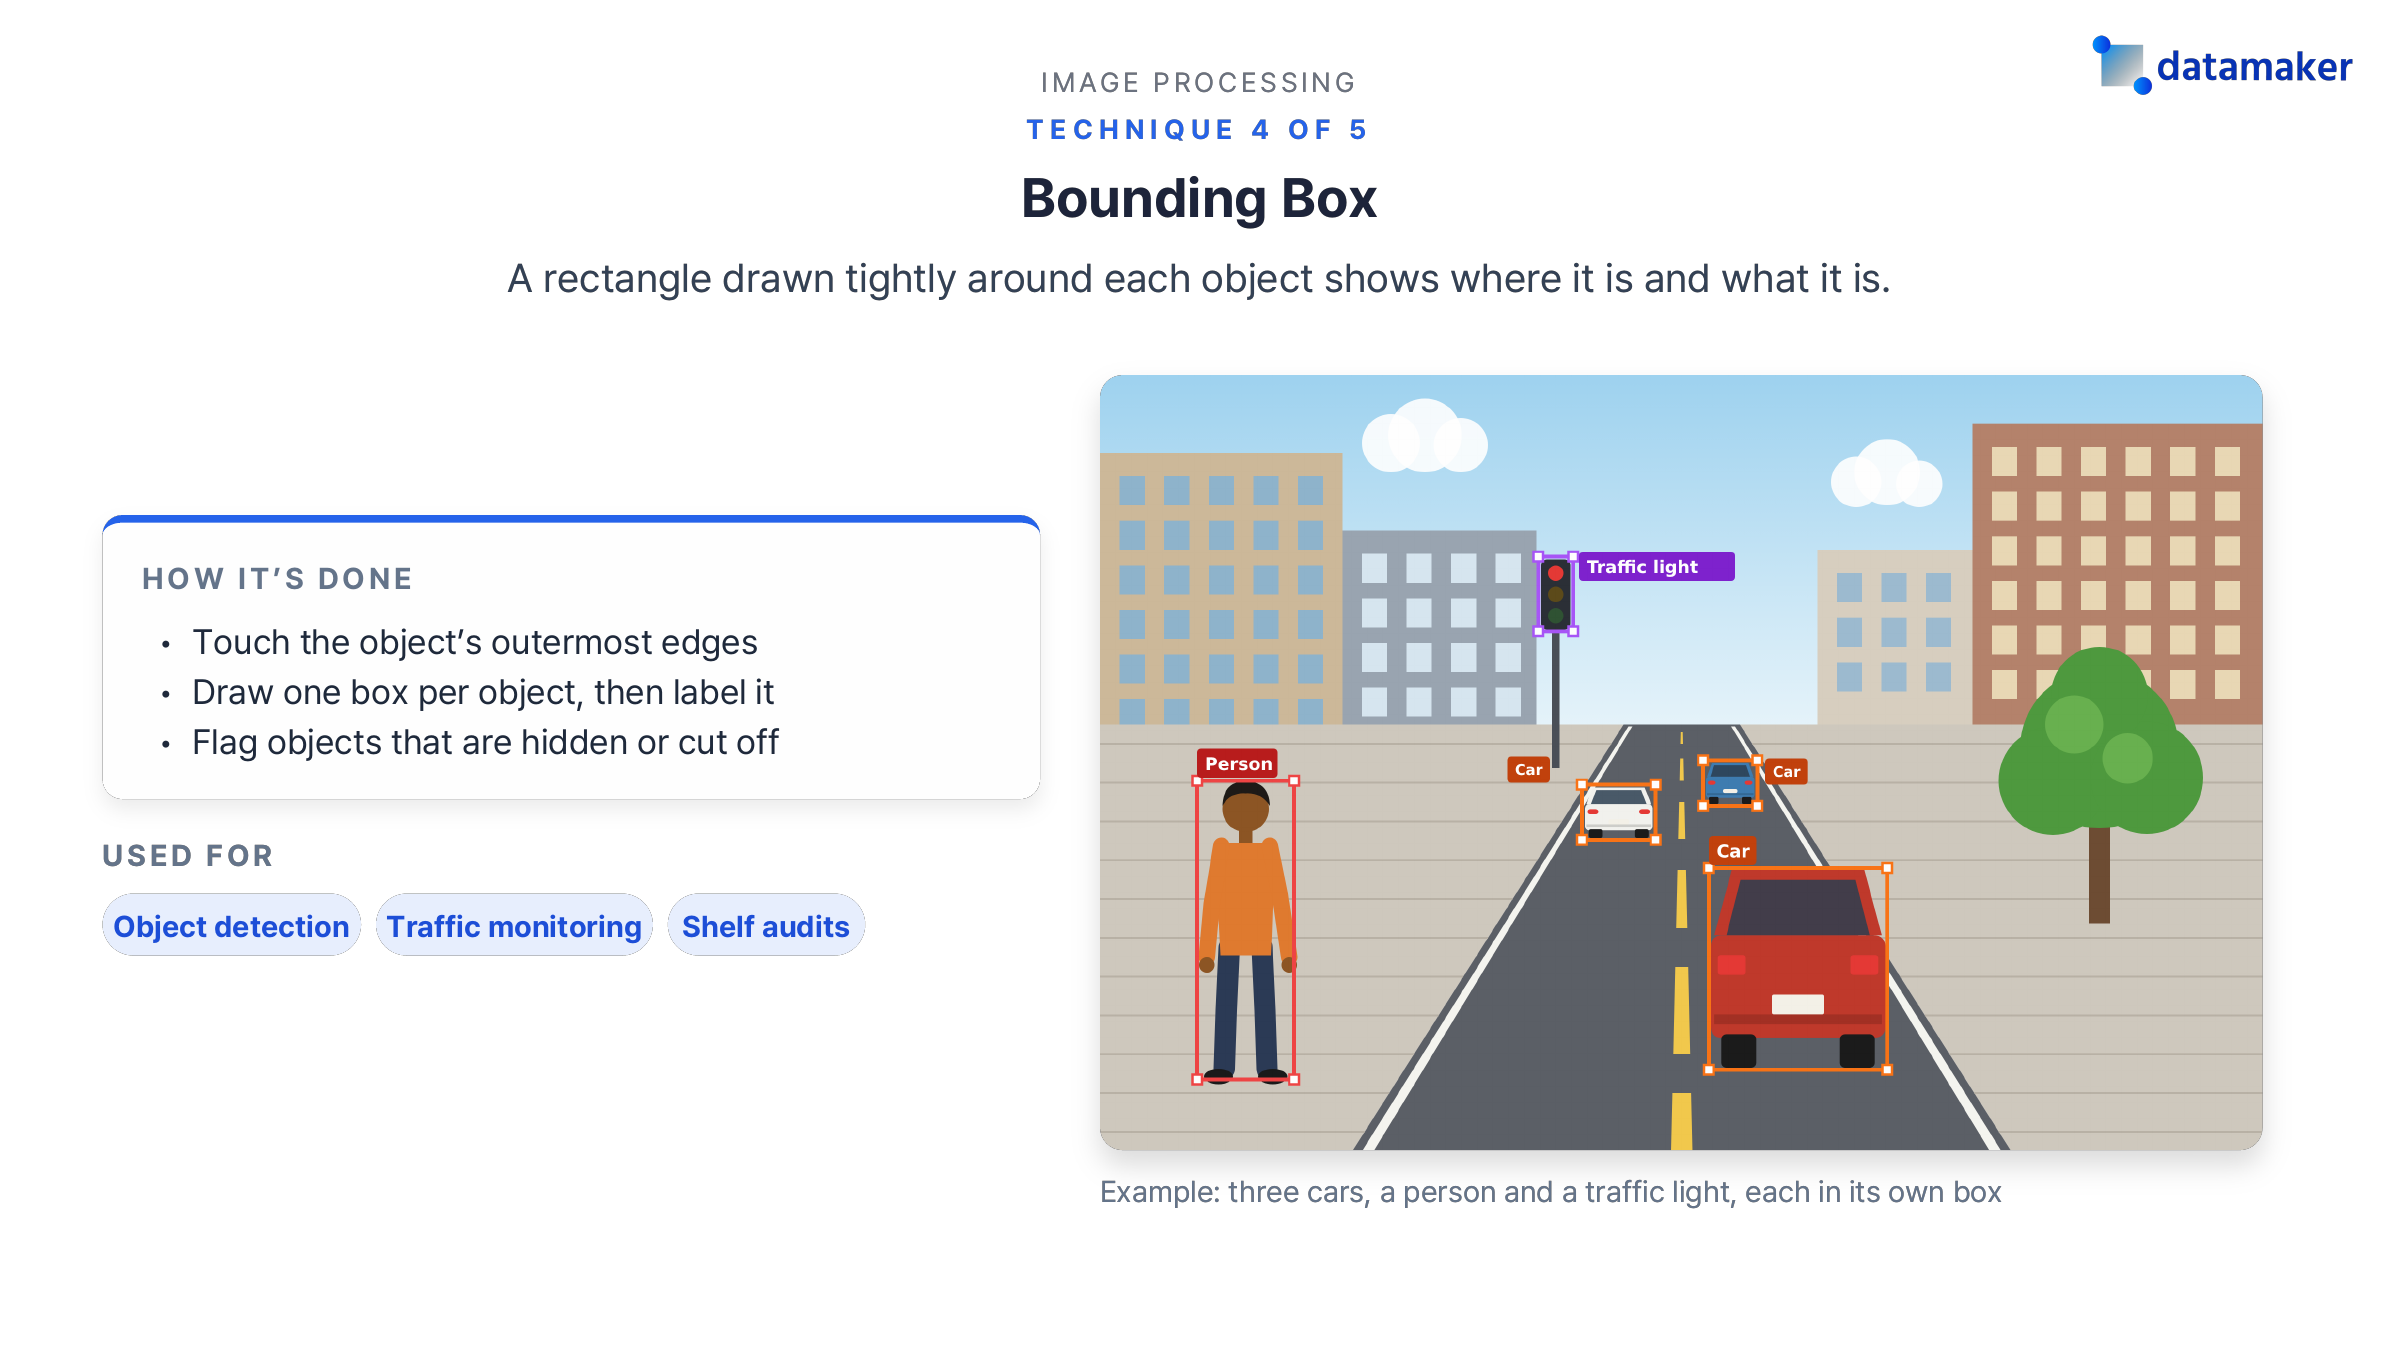 datamaker
IMAGE PROCESSING
TECHNIQUE 4 OF 5
Bounding Box
A rectangle drawn tightly around each object shows where it is and what it is.
HOW IT’S DONE
• Touch the object’s outermost edges
• Draw one box per object, then label it
• Flag objects that are hidden or cut off
USED FOR
Object detection
Traffic monitoring
Shelf audits
Traffic light
Person
Car
Car
Car
Example: three cars, a person and a traffic light, each in its own box